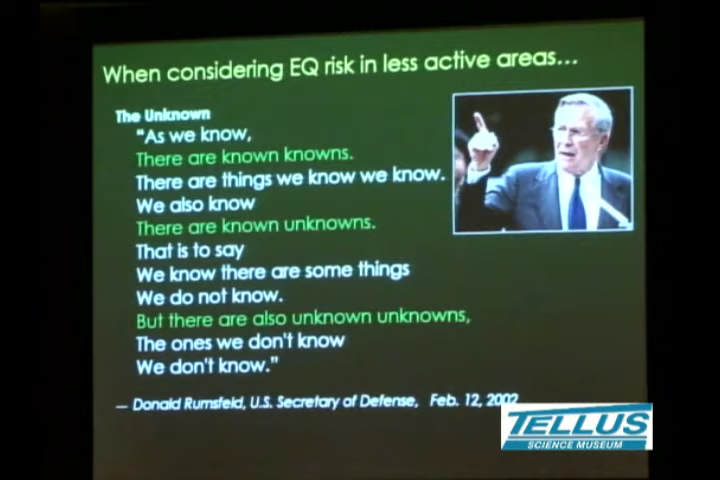 When considering EQ risk in less active areas...
The Unknown
"As we know,
There are known knowns.
There are things we know we know.
We also know
There are known unknowns.
That is to say
We know there are some things
We do not know.
But there are also unknown unknowns,
The ones we don't know
We don't know."
— Donald Rumsfeld, U.S. Secretary of Defense, Feb. 12, 2002
TELLUS
SCIENCE MUSEUM